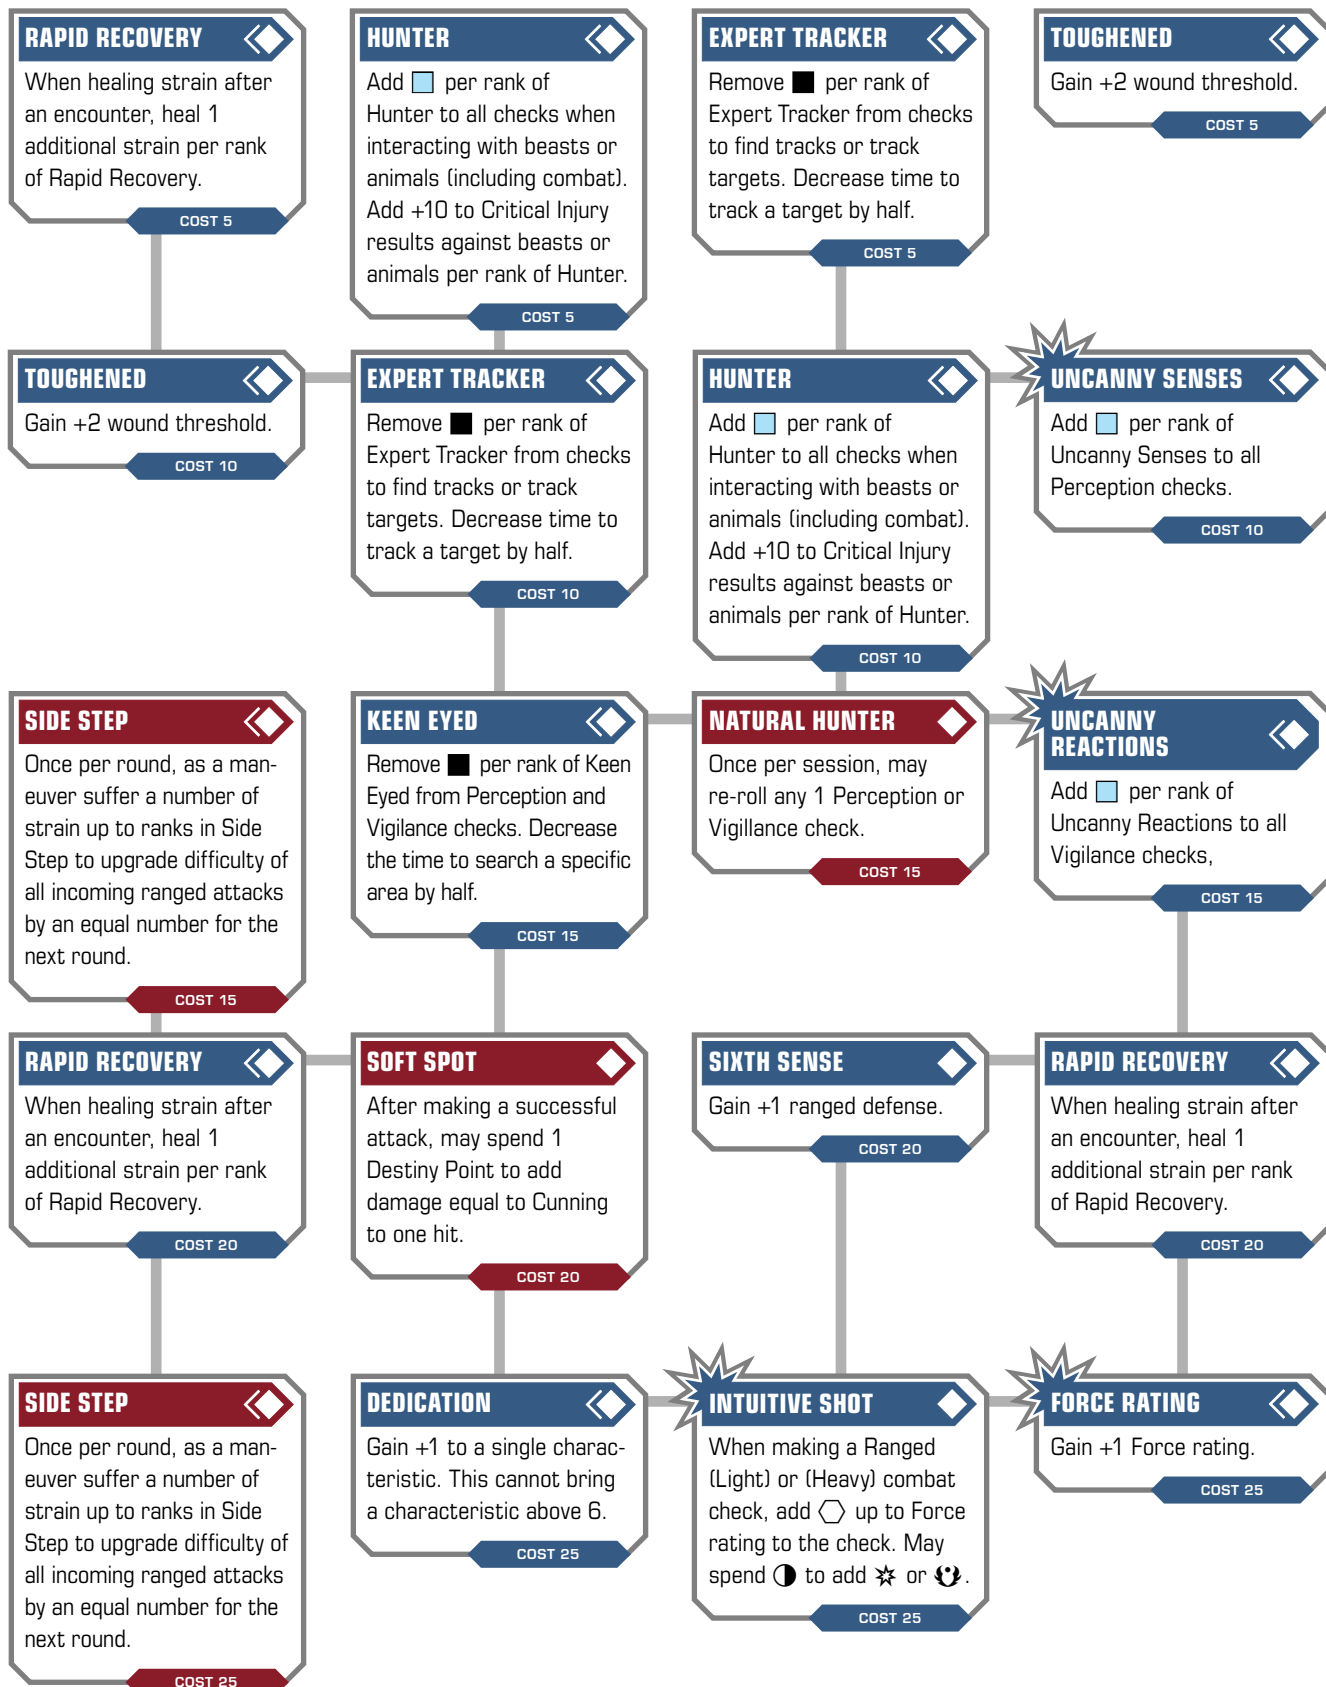 RAPID RECOVERY
When healing strain after
an encounter, heal 1
additional strain per rank
of Rapid Recovery.
COST 5
HUNTER
Add per rank of
Hunter to all checks when
interacting with beasts or
animals (including combat).
Add +10 to Critical Injury
results against beasts or
animals per rank of Hunter.
COST 5
EXPERT TRACKER
Remove per rank of
Expert Tracker from checks
to find tracks or track
targets. Decrease time to
track a target by half.
COST 5
TOUGHENED
Gain +2 wound threshold.
COST 5
TOUGHENED
Gain +2 wound threshold.
COST 10
EXPERT TRACKER
Remove per rank of
Expert Tracker from checks
to find tracks or track
targets. Decrease time to
track a target by half.
COST 10
HUNTER
Add per rank of
Hunter to all checks when
interacting with beasts or
animals (including combat).
Add +10 to Critical Injury
results against beasts or
animals per rank of Hunter.
COST 10
UNCANNY SENSES
Add per rank of
Uncanny Senses to all
Perception checks.
COST 10
SIDE STEP
Once per round, as a man-
euver suffer a number of
strain up to ranks in Side
Step to upgrade difficulty of
all incoming ranged attacks
by an equal number for the
next round.
COST 15
KEEN EYED
Remove per rank of Keen
Eyed from Perception and
Vigilance checks. Decrease
the time to search a specific
area by half.
COST 15
NATURAL HUNTER
Once per session, may
re-roll any 1 Perception or
Vigillance check.
COST 15
UNCANNY
REACTIONS
Add per rank of
Uncanny Reactions to all
Vigilance checks,
COST 15
RAPID RECOVERY
When healing strain after
an encounter, heal 1
additional strain per rank
of Rapid Recovery.
COST 20
SOFT SPOT
After making a successful
attack, may spend 1
Destiny Point to add
damage equal to Cunning
to one hit.
COST 20
SIXTH SENSE
Gain +1 ranged defense.
COST 20
RAPID RECOVERY
When healing strain after
an encounter, heal 1
additional strain per rank
of Rapid Recovery.
COST 20
SIDE STEP
Once per round, as a man-
euver suffer a number of
strain up to ranks in Side
Step to upgrade difficulty of
all incoming ranged attacks
by an equal number for the
next round.
COST 25
DEDICATION
Gain +1 to a single charac-
teristic. This cannot bring
a characteristic above 6.
COST 25
INTUITIVE SHOT
When making a Ranged
(Light) or (Heavy) combat
check, add up to Force
rating to the check. May
spend to add or .
COST 25
FORCE RATING
Gain +1 Force rating.
COST 25